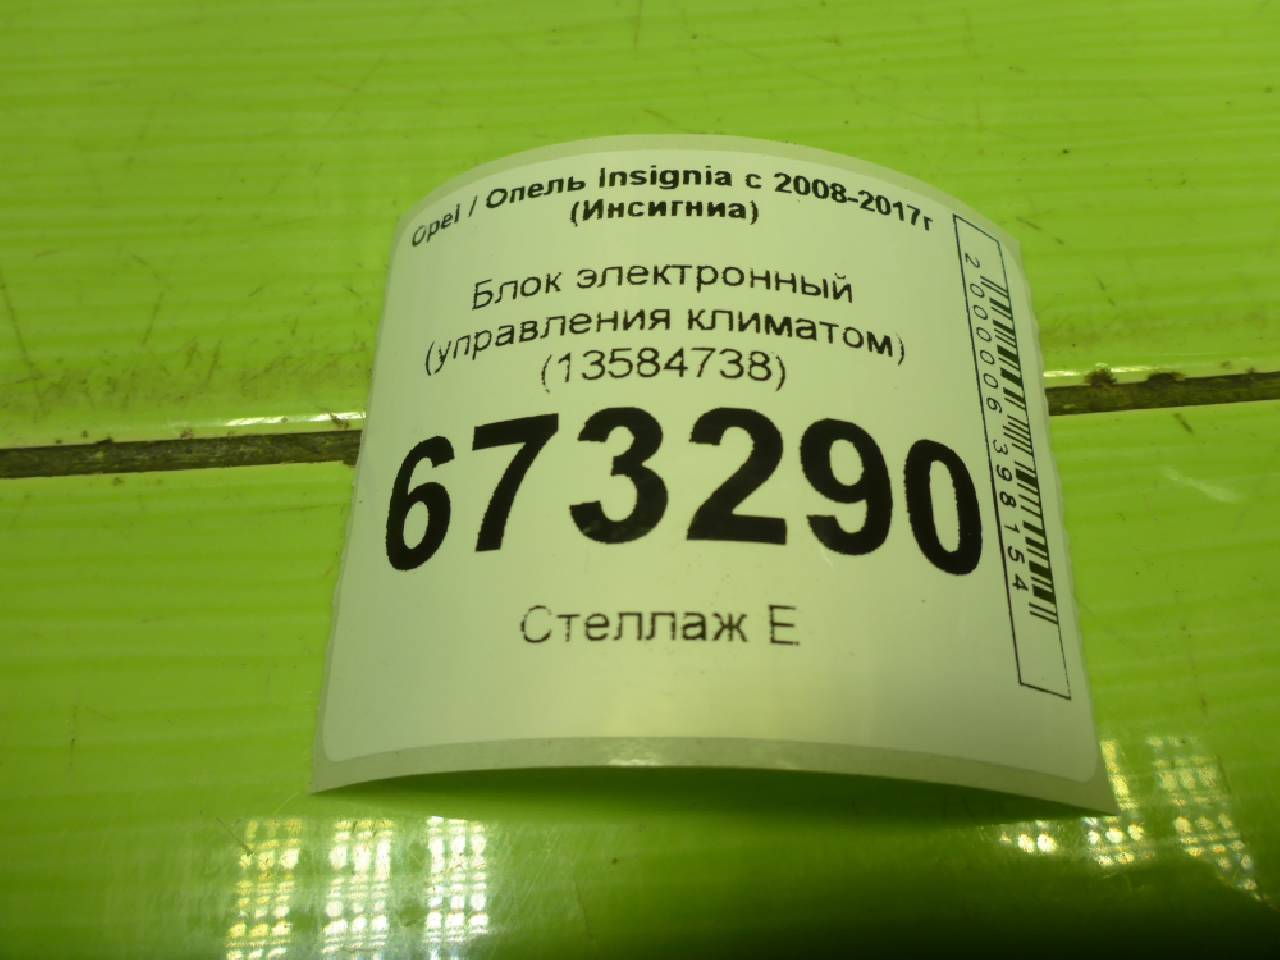 Opel / Опель Insignia с 2008-2017г
(Инсигниа)
Блок электронный
(управления климатом)
(13584738)
673290
Стеллаж Е
2000006398154